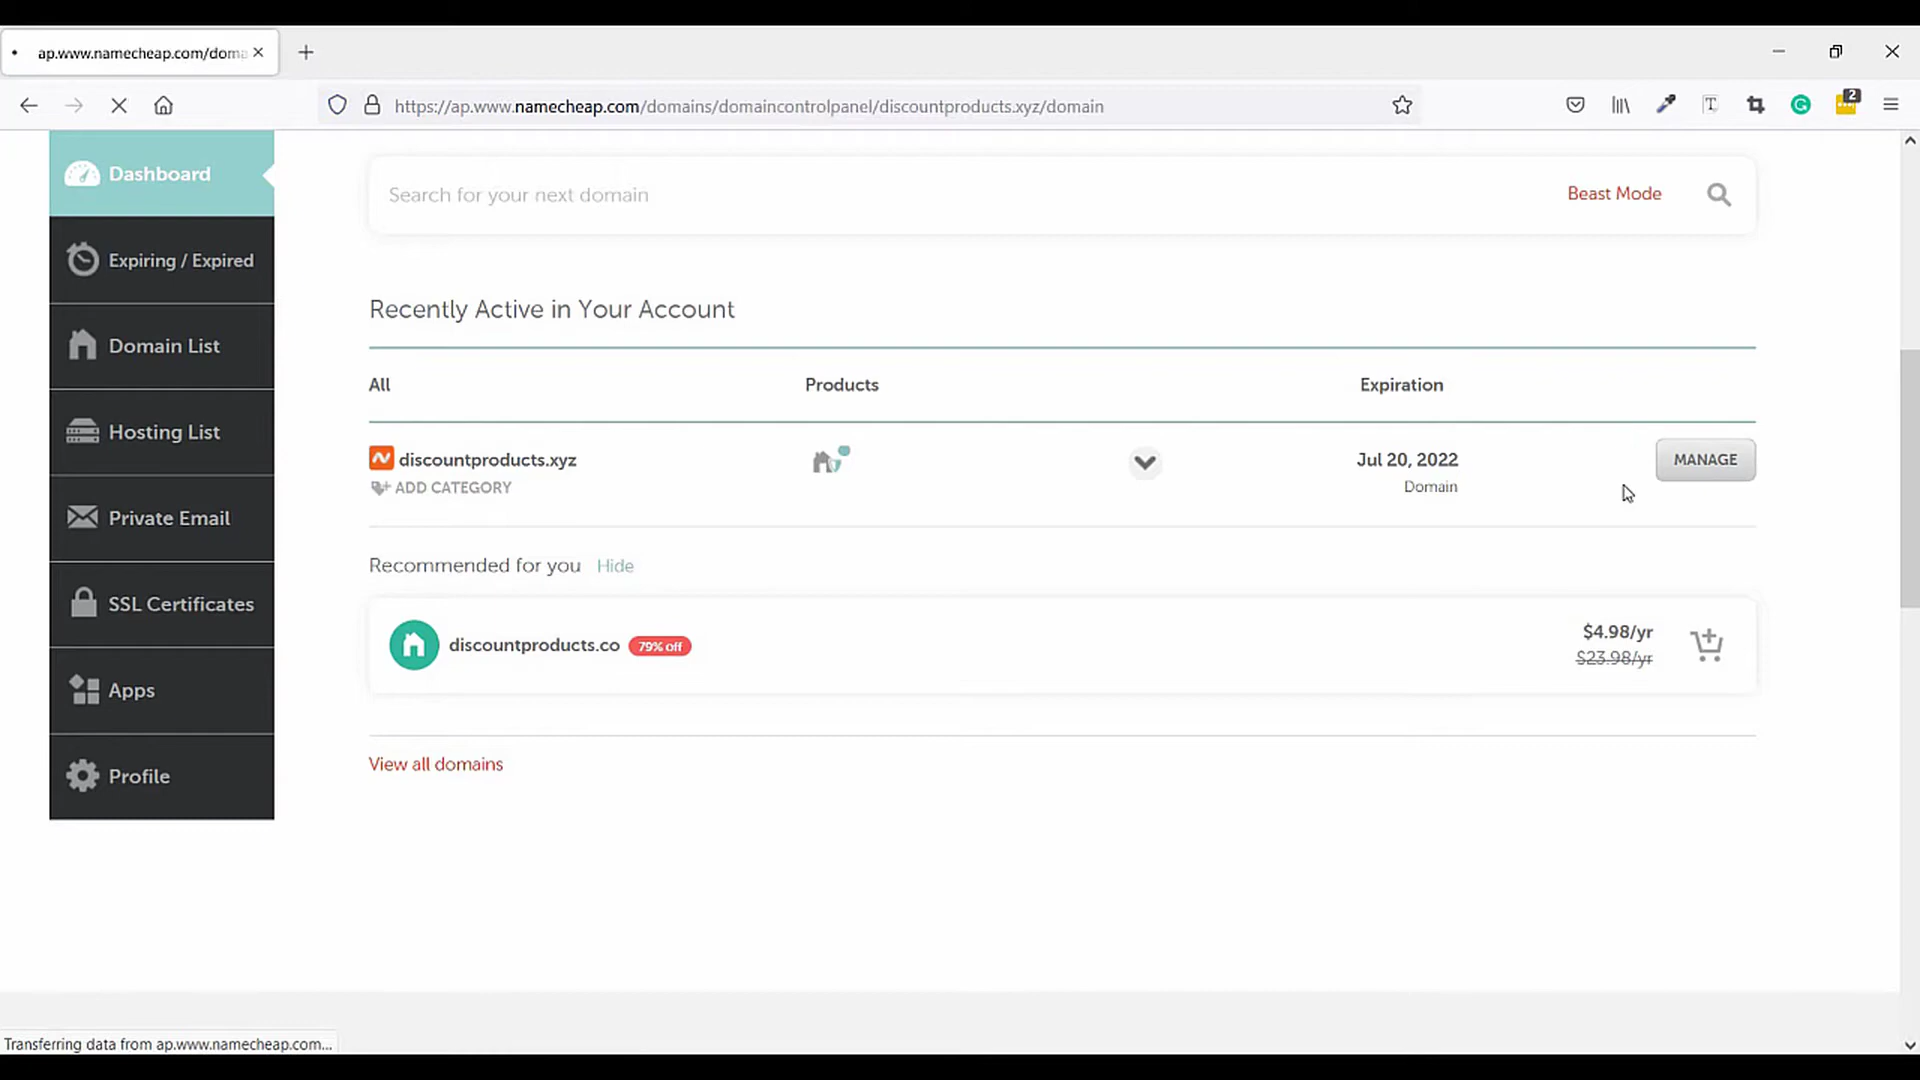 ap.www.namecheap.com/doma
https://ap.www.namecheap.com/domains/domaincontrolpanel/discountproducts.xyz/domain
2
Dashboard
Expiring / Expired
Domain List
Hosting List
Private Email
SSL Certificates
Apps
Profile
Search for your next domain
Beast Mode
Recently Active in Your Account
All Products Expiration
discountproducts.xyz Jul 20, 2022 MANAGE
ADD CATEGORY Domain
Recommended for you Hide
discountproducts.co 79% off $4.98/yr
$23.98/yr
View all domains
Transferring data from ap.www.namecheap.com...